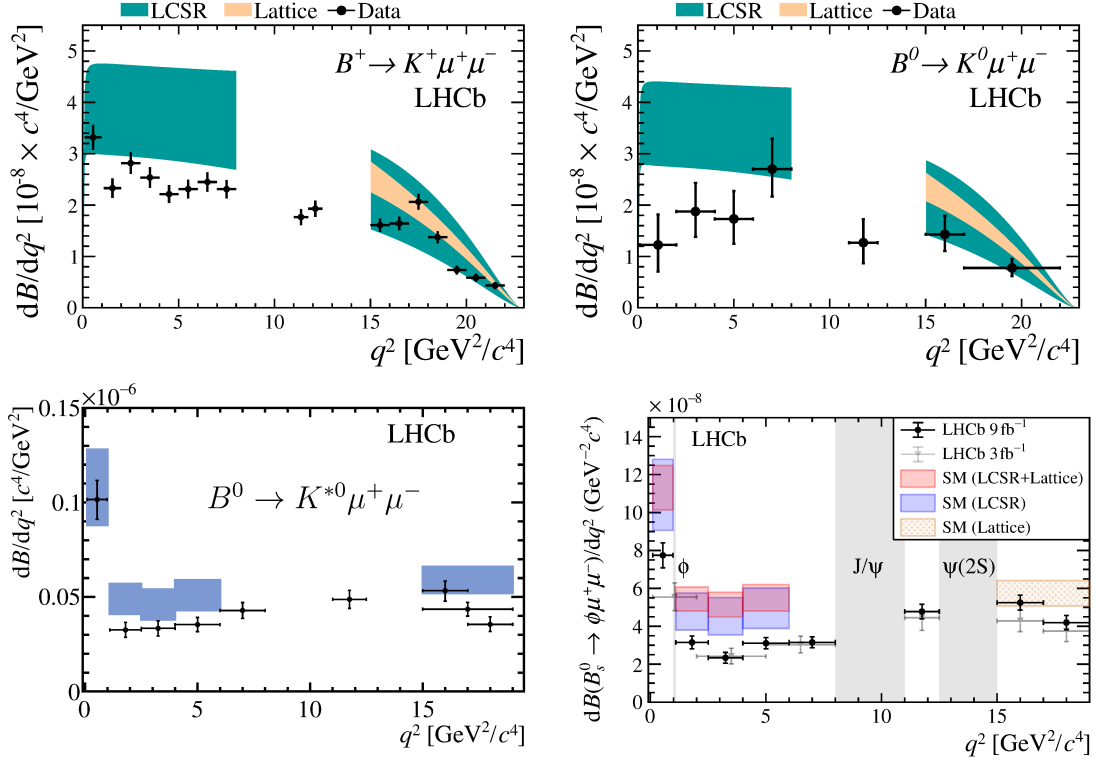 LCSR Lattice Data
dB/dq² [10⁻⁸ × c⁴/GeV²]
5
4
3
2
1
0
B⁺→ K⁺μ⁺μ⁻
LHCb
0 5 10 15 20
q² [GeV²/c⁴]
LCSR Lattice Data
dB/dq² [10⁻⁸ × c⁴/GeV²]
5
4
3
2
1
0
B⁰→ K⁰μ⁺μ⁻
LHCb
0 5 10 15 20
q² [GeV²/c⁴]
×10⁻⁶
dB/dq² [c⁴/GeV²]
0.15
0.1
0.05
0
LHCb
B⁰ → K*⁰μ⁺μ⁻
0 5 10 15
q² [GeV²/c⁴]
× 10⁻⁸
dB(B⁰ₛ → ϕμ⁺μ⁻)/dq² (GeV⁻²c⁴)
14
12
10
8
6
4
2
0
LHCb
LHCb 9 fb⁻¹
LHCb 3 fb⁻¹
SM (LCSR+Lattice)
SM (LCSR)
SM (Lattice)
ϕ J/ψ ψ(2S)
0 5 10 15
q² [GeV²/c⁴]